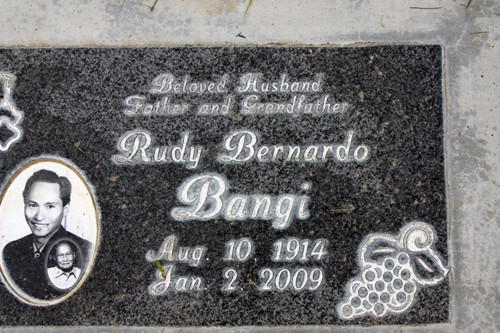 Beloved Husband
Father and Grandfather
Rudy Bernardo
Bangi
Aug. 10 1914
Jan. 2. 2009